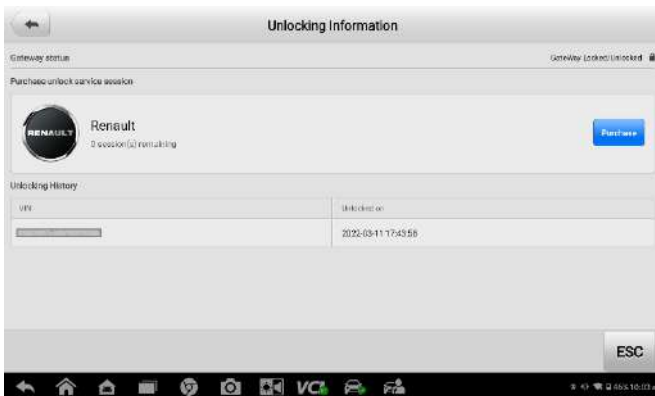 Unlocking Information
Gateway status
GateWay Locked/Unlocked
Purchase unlock service session
RENAULT
Renault
0 session(s) remaining
Purchase
Unlocking History
VIN
Unlocked on
2022-03-11 17:43:56
ESC
VCI